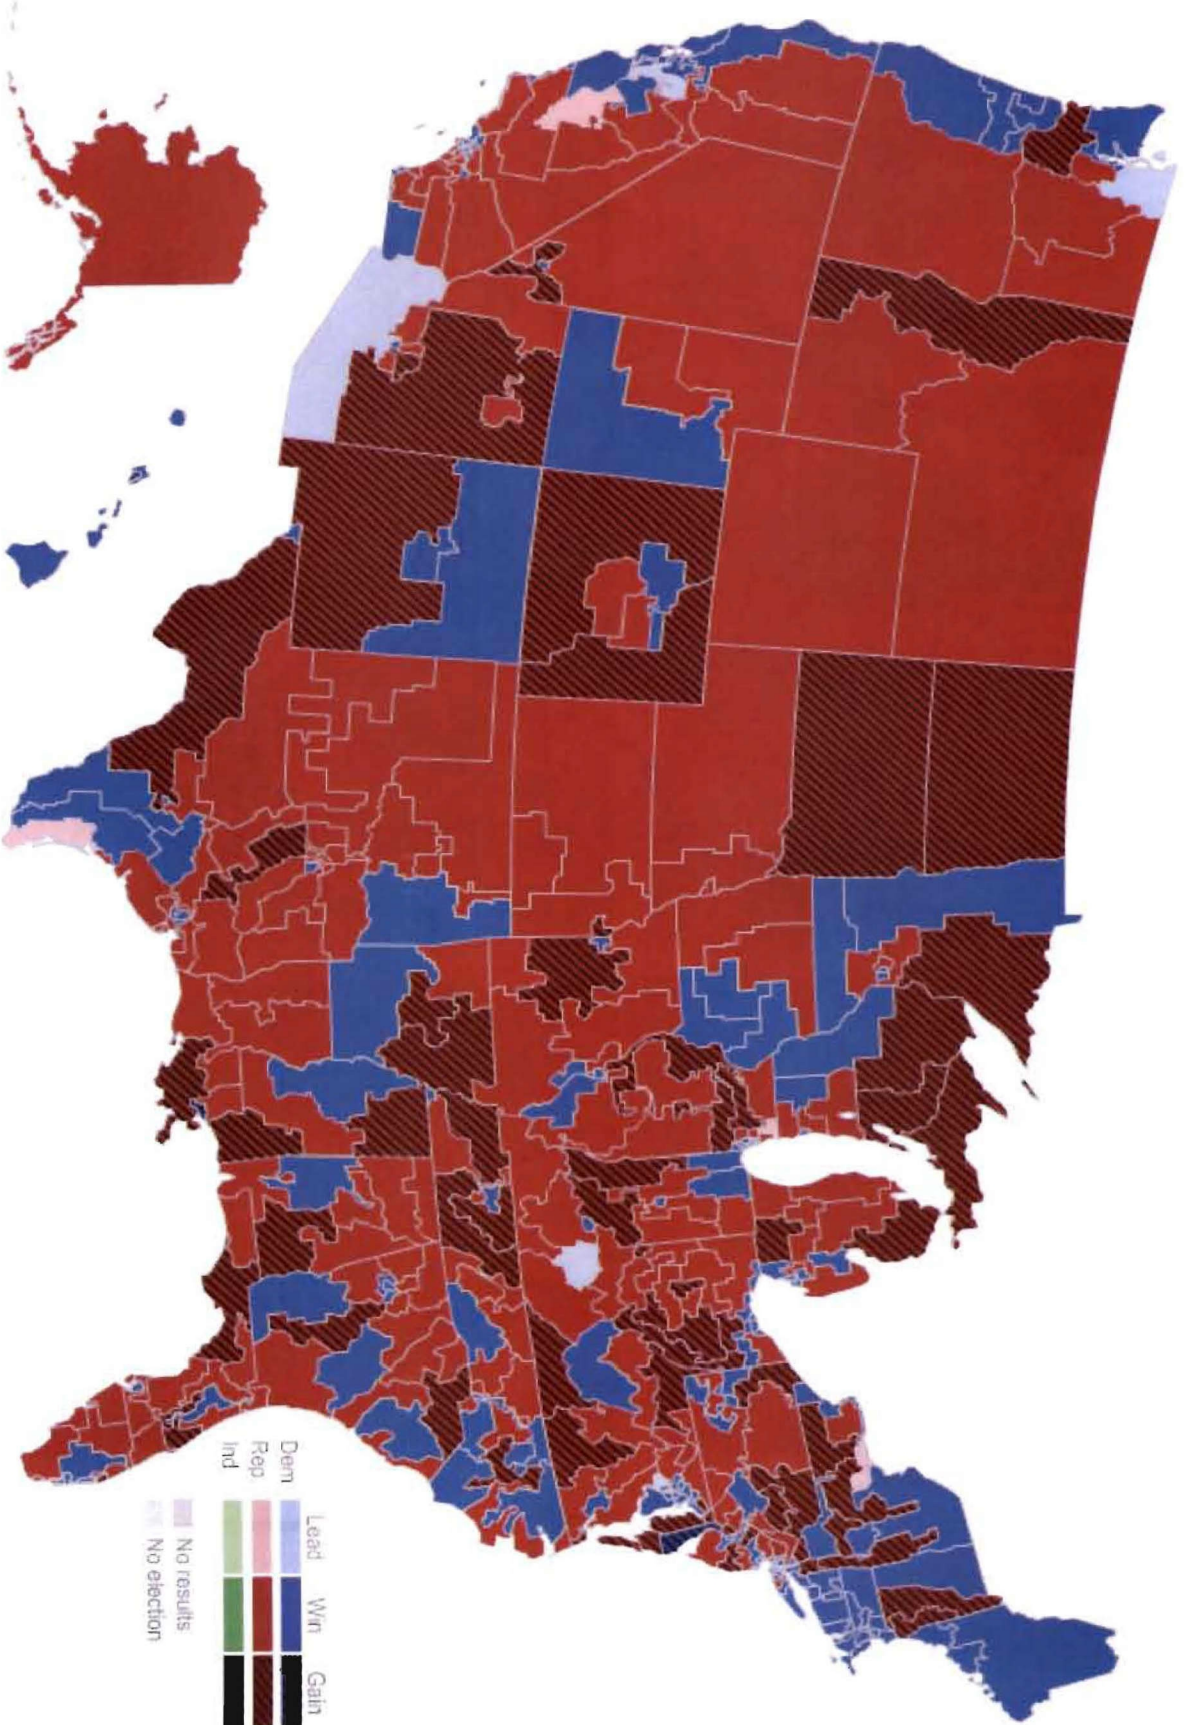 Lead Win Gain
Dem
Rep
Ind
No results
No election